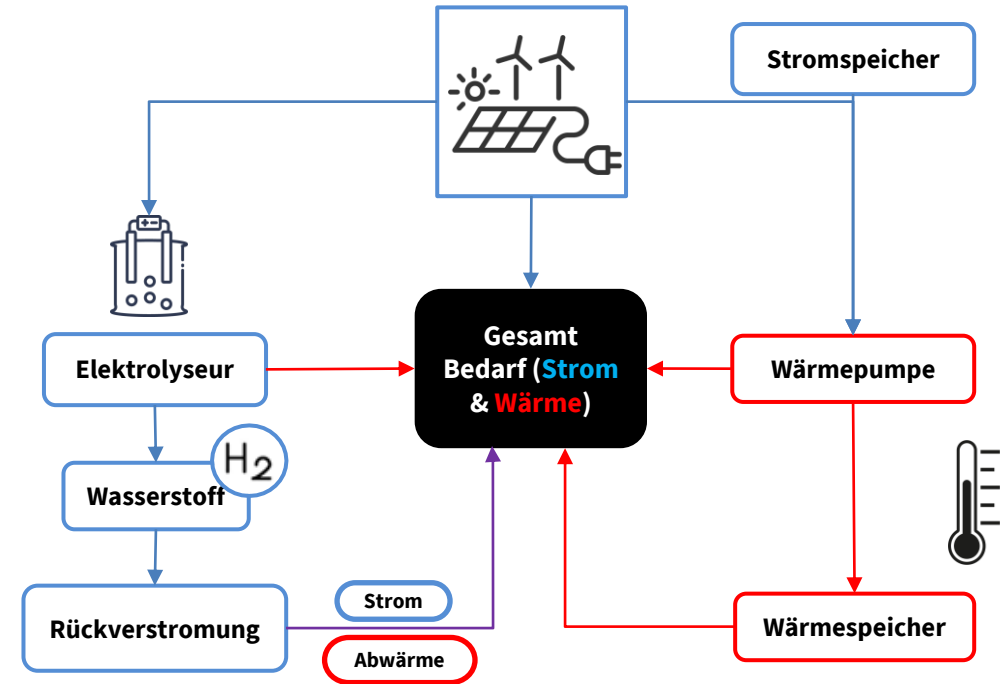 Stromspeicher
Gesamt
Bedarf (Strom
& Wärme)
Elektrolyseur
Wärmepumpe
H2
Wasserstoff
Strom
Rückverstromung
Abwärme
Wärmespeicher